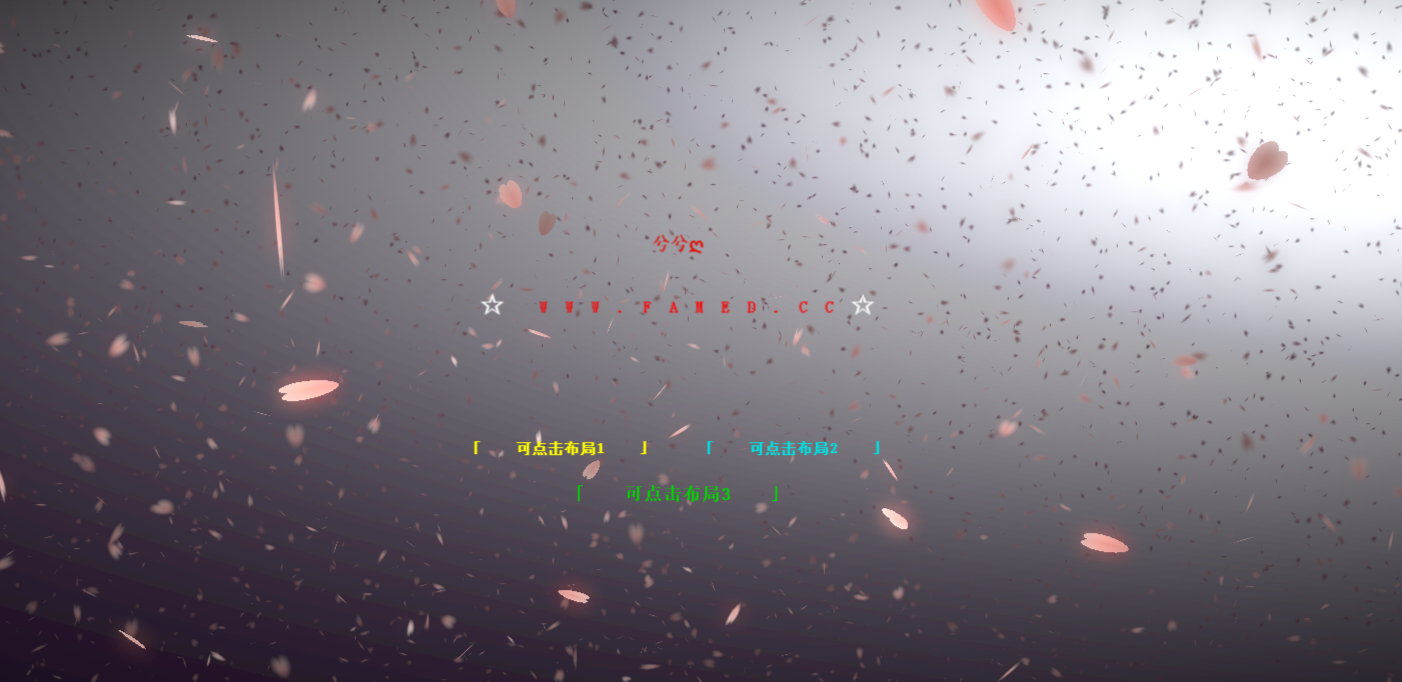 兮兮ღ
☆ W W W . F A M E D . C C ☆
「 可点击布局1 」 「 可点击布局2 」
「 可点击布局3 」